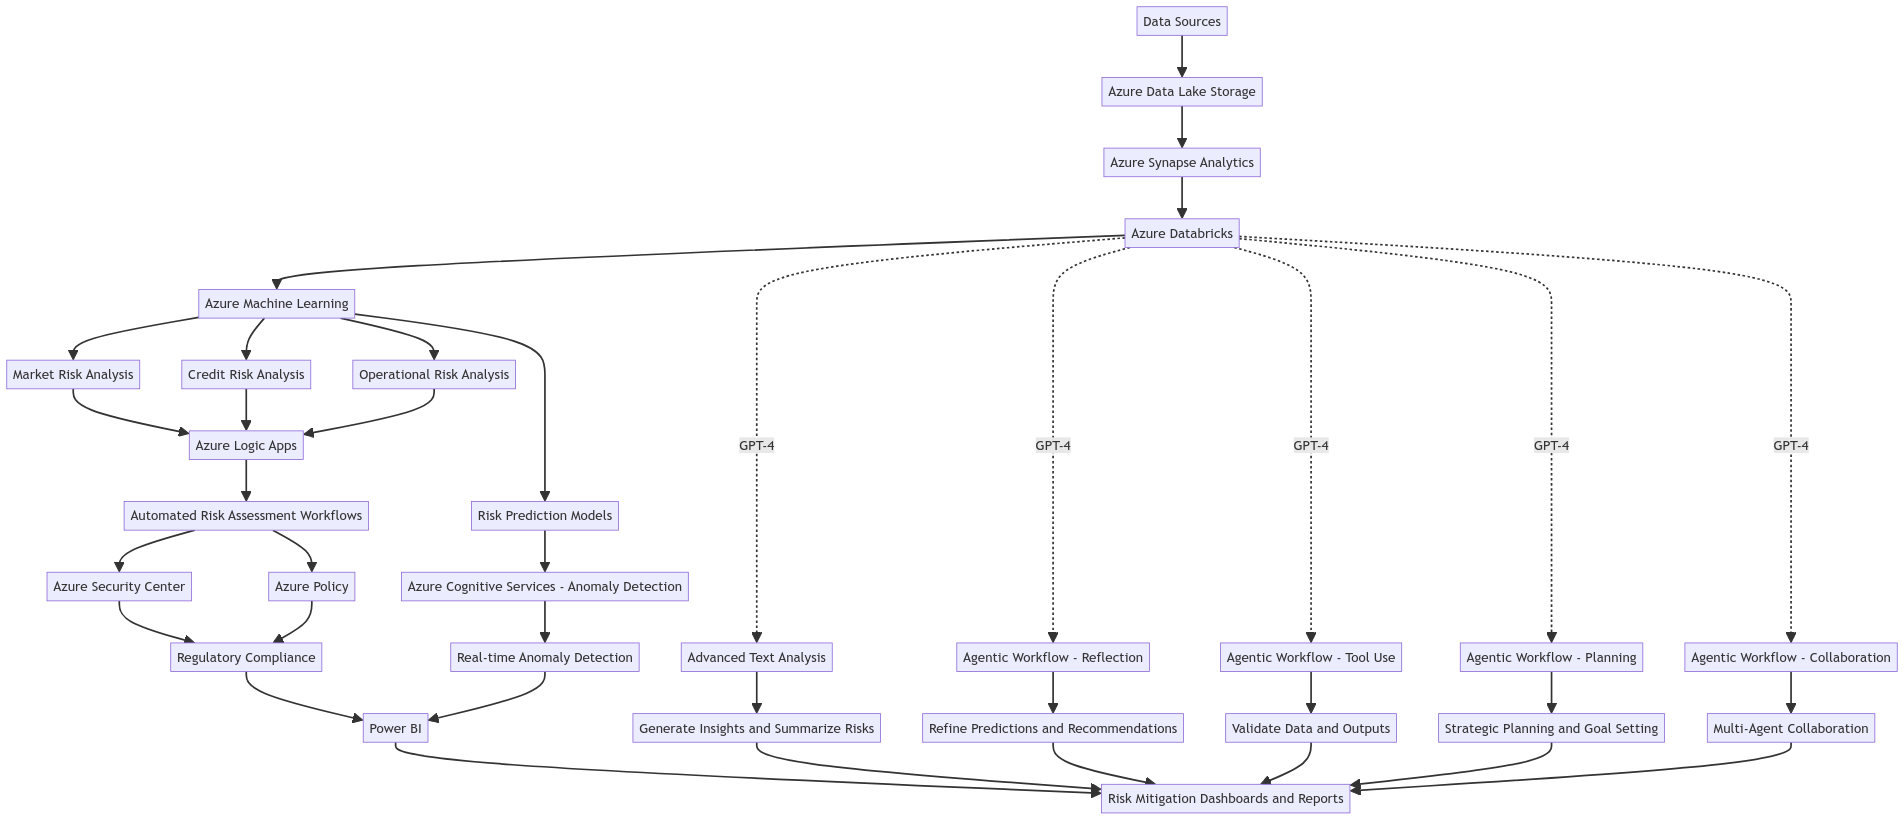 Data Sources
Azure Data Lake Storage
Azure Synapse Analytics
Azure Databricks
Azure Machine Learning
Market Risk Analysis
Credit Risk Analysis
Operational Risk Analysis
Azure Logic Apps
GPT-4
GPT-4
GPT-4
GPT-4
GPT-4
Automated Risk Assessment Workflows
Risk Prediction Models
Azure Security Center
Azure Policy
Azure Cognitive Services - Anomaly Detection
Regulatory Compliance
Real-time Anomaly Detection
Advanced Text Analysis
Agentic Workflow - Reflection
Agentic Workflow - Tool Use
Agentic Workflow - Planning
Agentic Workflow - Collaboration
Power BI
Generate Insights and Summarize Risks
Refine Predictions and Recommendations
Validate Data and Outputs
Strategic Planning and Goal Setting
Multi-Agent Collaboration
Risk Mitigation Dashboards and Reports